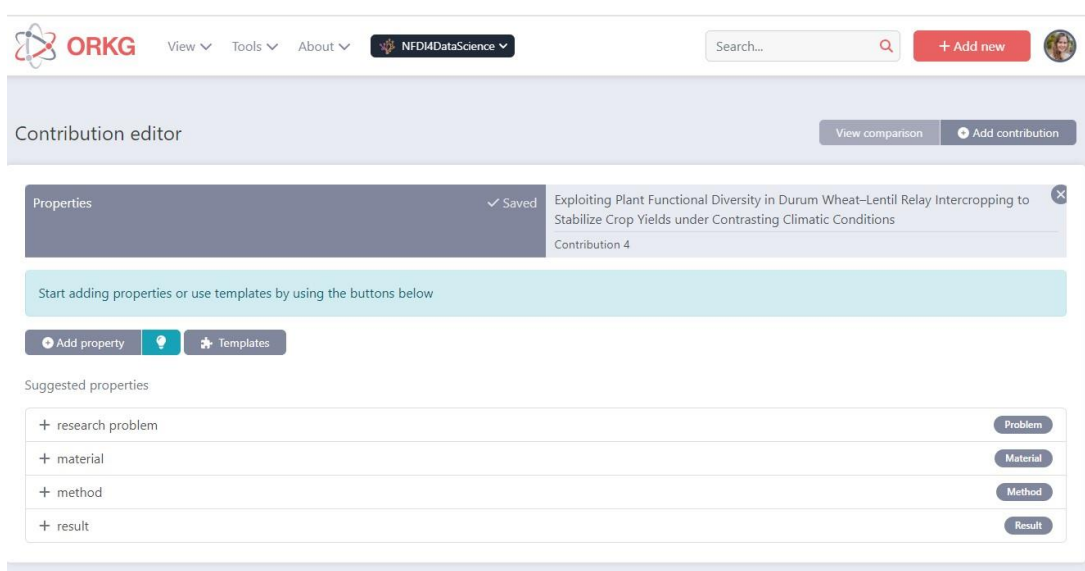 ORKG View Tools About NFDI4DataScience Search... + Add new
Contribution editor View comparison Add contribution
Properties ✓ Saved
Exploiting Plant Functional Diversity in Durum Wheat–Lentil Relay Intercropping to
Stabilize Crop Yields under Contrasting Climatic Conditions
Contribution 4
Start adding properties or use templates by using the buttons below
Add property Templates
Suggested properties
+ research problem Problem
+ material Material
+ method Method
+ result Result